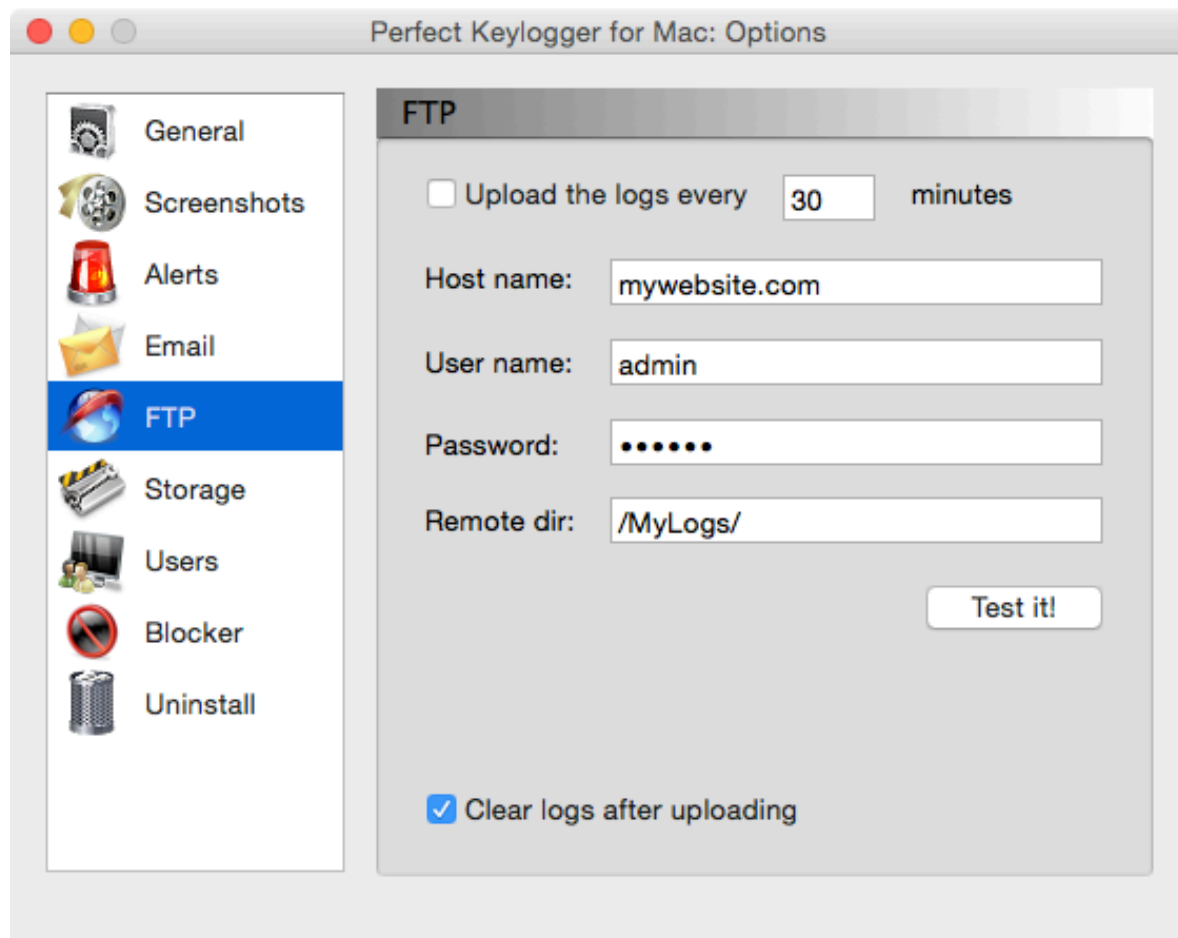 Perfect Keylogger for Mac: Options
General
Screenshots
Alerts
Email
FTP
Storage
Users
Blocker
Uninstall
FTP
Upload the logs every 30 minutes
Host name: mywebsite.com
User name: admin
Password: ••••••
Remote dir: /MyLogs/
Test it!
Clear logs after uploading